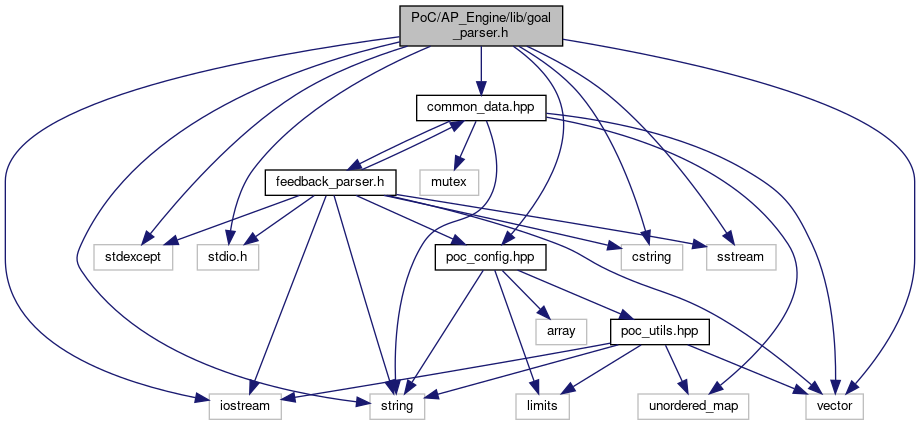 PoC/AP_Engine/lib/goal
_parser.h
common_data.hpp
feedback_parser.h
mutex
stdexcept
stdio.h
poc_config.hpp
cstring
sstream
array
poc_utils.hpp
iostream
string
limits
unordered_map
vector